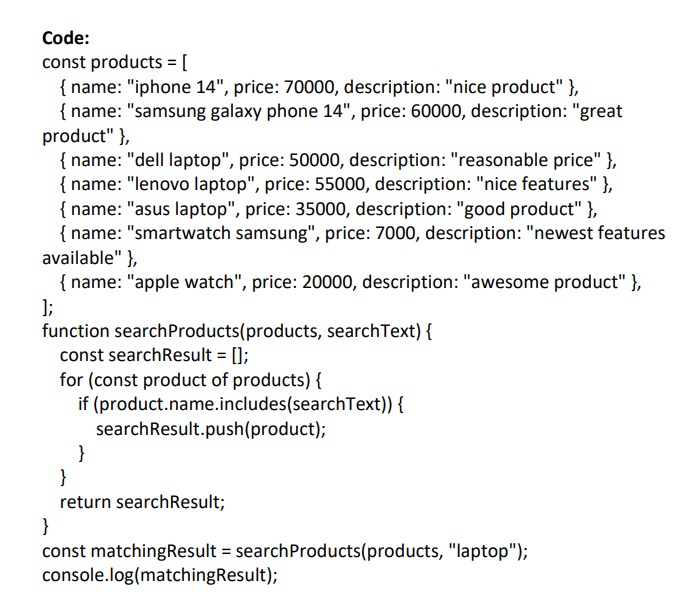 Code:
const products = [
{ name: "iphone 14", price: 70000, description: "nice product" },
{ name: "samsung galaxy phone 14", price: 60000, description: "great
product" },
{ name: "dell laptop", price: 50000, description: "reasonable price" },
{ name: "lenovo laptop", price: 55000, description: "nice features" },
{ name: "asus laptop", price: 35000, description: "good product" },
{ name: "smartwatch samsung", price: 7000, description: "newest features
available" },
{ name: "apple watch", price: 20000, description: "awesome product" },
];
function searchProducts(products, searchText) {
const searchResult = [];
for (const product of products) {
if (product.name.includes(searchText)) {
searchResult.push(product);
}
}
return searchResult;
}
const matchingResult = searchProducts(products, "laptop");
console.log(matchingResult);